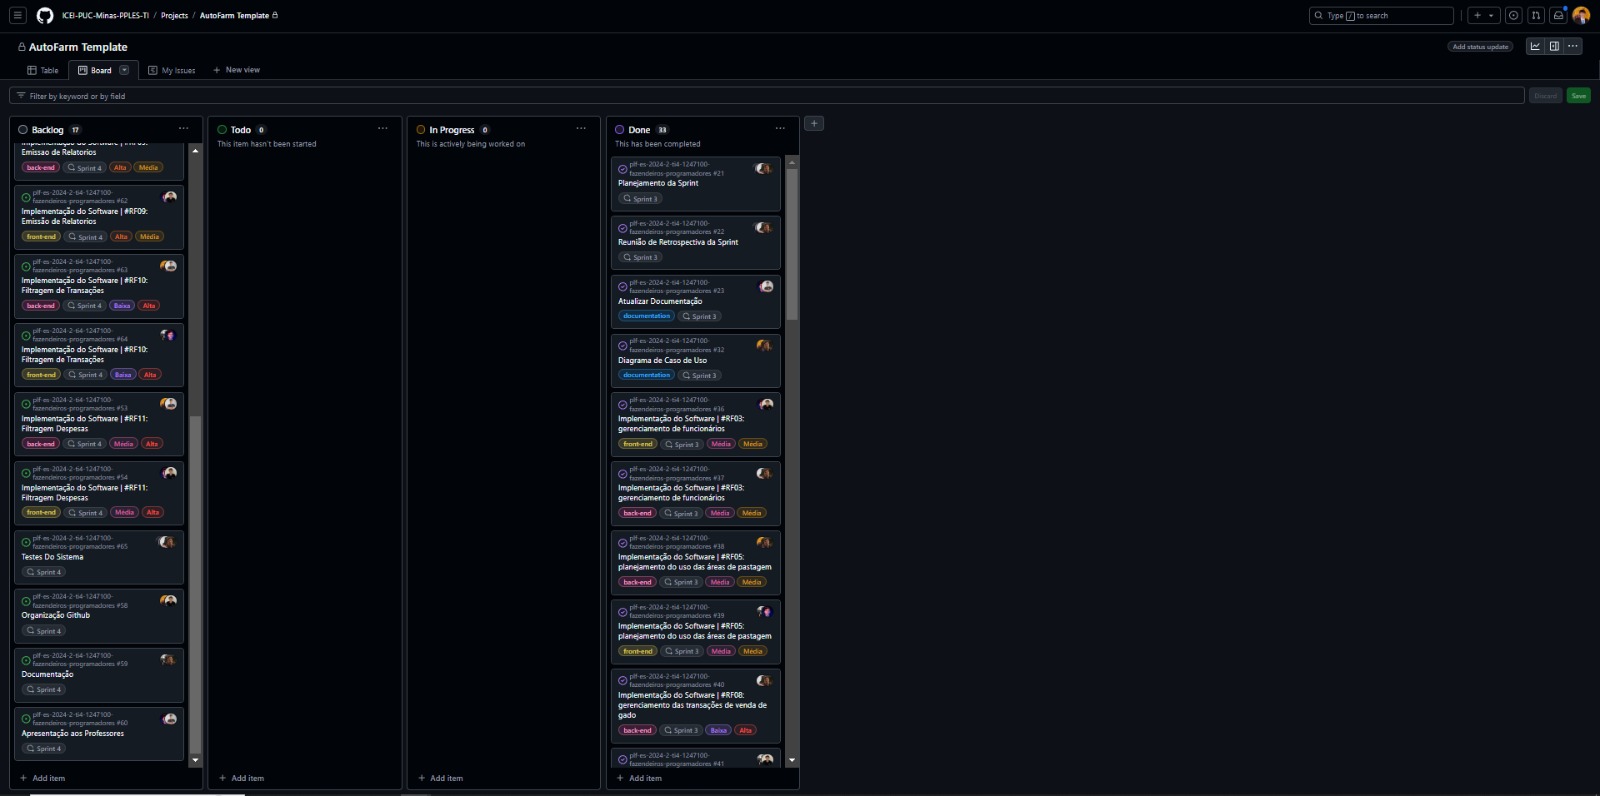 ICEI-PUC-Minas-PPLES-TI / Projects / AutoFarm Template
Type / to search
AutoFarm Template
Add status update
Table
Board
My Issues
+ New view
Filter by keyword or by field
Discard
Save
Backlog 17
Emissao de Relatorios
back-end Sprint 4 Alta Média
plf-es-2024-2-ti4-1247100-
fazendeiros-programadores #62
Implementação do Software | #RF09:
Emissão de Relatorios
front-end Sprint 4 Alta Média
plf-es-2024-2-ti4-1247100-
fazendeiros-programadores #63
Implementação do Software | #RF10:
Filtragem de Transações
back-end Sprint 4 Baixa Alta
plf-es-2024-2-ti4-1247100-
fazendeiros-programadores #64
Implementação do Software | #RF10:
Filtragem de Transações
front-end Sprint 4 Baixa Alta
plf-es-2024-2-ti4-1247100-
fazendeiros-programadores #53
Implementação do Software | #RF11:
Filtragem Despesas
back-end Sprint 4 Média Alta
plf-es-2024-2-ti4-1247100-
fazendeiros-programadores #54
Implementação do Software | #RF11:
Filtragem Despesas
front-end Sprint 4 Média Alta
plf-es-2024-2-ti4-1247100-
fazendeiros-programadores #65
Testes Do Sistema
Sprint 4
plf-es-2024-2-ti4-1247100-
fazendeiros-programadores #58
Organização Github
Sprint 4
plf-es-2024-2-ti4-1247100-
fazendeiros-programadores #59
Documentação
Sprint 4
plf-es-2024-2-ti4-1247100-
fazendeiros-programadores #60
Apresentação aos Professores
Sprint 4
+ Add item
Todo 0
This item hasn't been started
+ Add item
In Progress 0
This is actively being worked on
+ Add item
Done 33
This has been completed
plf-es-2024-2-ti4-1247100-
fazendeiros-programadores #21
Planejamento da Sprint
Sprint 3
plf-es-2024-2-ti4-1247100-
fazendeiros-programadores #22
Reunião de Retrospectiva da Sprint
Sprint 3
plf-es-2024-2-ti4-1247100-
fazendeiros-programadores #23
Atualizar Documentação
documentation Sprint 3
plf-es-2024-2-ti4-1247100-
fazendeiros-programadores #32
Diagrama de Caso de Uso
documentation Sprint 3
plf-es-2024-2-ti4-1247100-
fazendeiros-programadores #36
Implementação do Software | #RF03:
gerenciamento de funcionários
front-end Sprint 3 Média Média
plf-es-2024-2-ti4-1247100-
fazendeiros-programadores #37
Implementação do Software | #RF03:
gerenciamento de funcionários
back-end Sprint 3 Média Média
plf-es-2024-2-ti4-1247100-
fazendeiros-programadores #38
Implementação do Software | #RF05:
planejamento do uso das áreas de pastagem
back-end Sprint 3 Média Média
plf-es-2024-2-ti4-1247100-
fazendeiros-programadores #39
Implementação do Software | #RF05:
planejamento do uso das áreas de pastagem
front-end Sprint 3 Média Média
plf-es-2024-2-ti4-1247100-
fazendeiros-programadores #40
Implementação do Software | #RF08:
gerenciamento das transações de venda de
gado
back-end Sprint 3 Baixa Alta
plf-es-2024-2-ti4-1247100-
fazendeiros-programadores #41
+ Add item